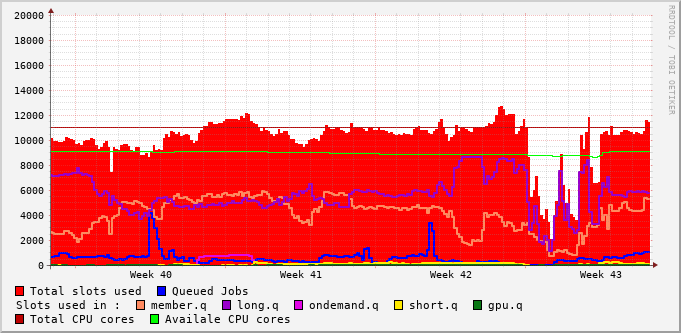 20000
18000
16000
14000
12000
10000
8000
6000
4000
2000
0
Week 40 Week 41 Week 42 Week 43
RRDTOOL / TOBI OETIKER
Total slots used Queued Jobs
Slots used in : member.q long.q ondemand.q short.q gpu.q
Total CPU cores Availale CPU cores